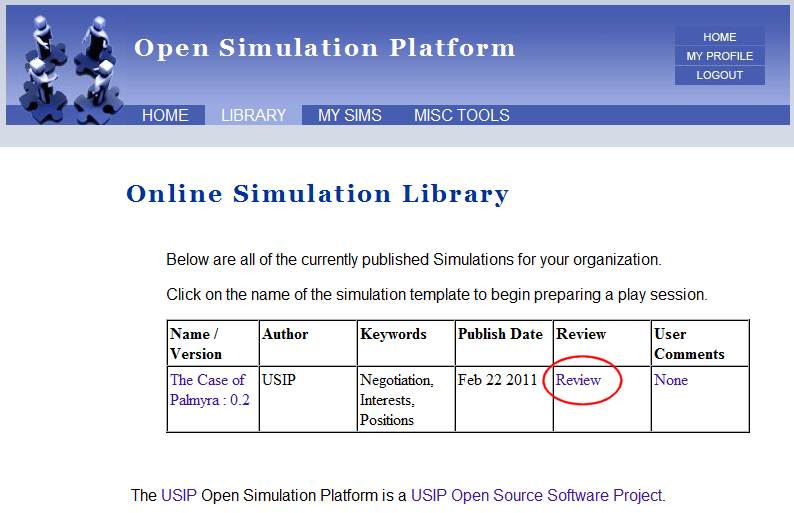 Open Simulation Platform
HOME
MY PROFILE
LOGOUT
HOME LIBRARY MY SIMS MISC TOOLS
Online Simulation Library
Below are all of the currently published Simulations for your organization.
Click on the name of the simulation template to begin preparing a play session.
Name / Version Author Keywords Publish Date Review User Comments
The Case of Palmyra : 0.2 USIP Negotiation, Interests, Positions Feb 22 2011 Review None
The USIP Open Simulation Platform is a USIP Open Source Software Project.